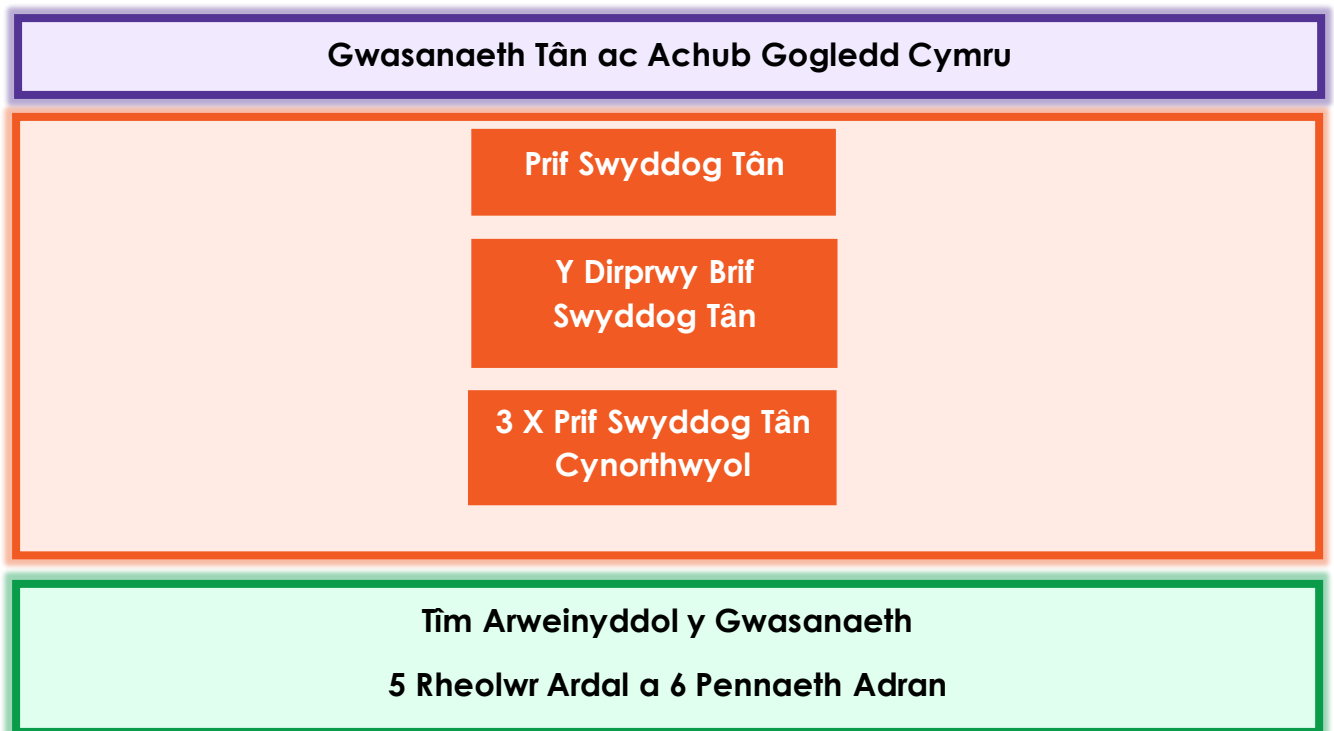 Gwasanaeth Tân ac Achub Gogledd Cymru
Prif Swyddog Tân
Y Dirprwy Brif
Swyddog Tân
3 X Prif Swyddog Tân
Cynorthwyol
Tîm Arweinyddol y Gwasanaeth
5 Rheolwr Ardal a 6 Pennaeth Adran